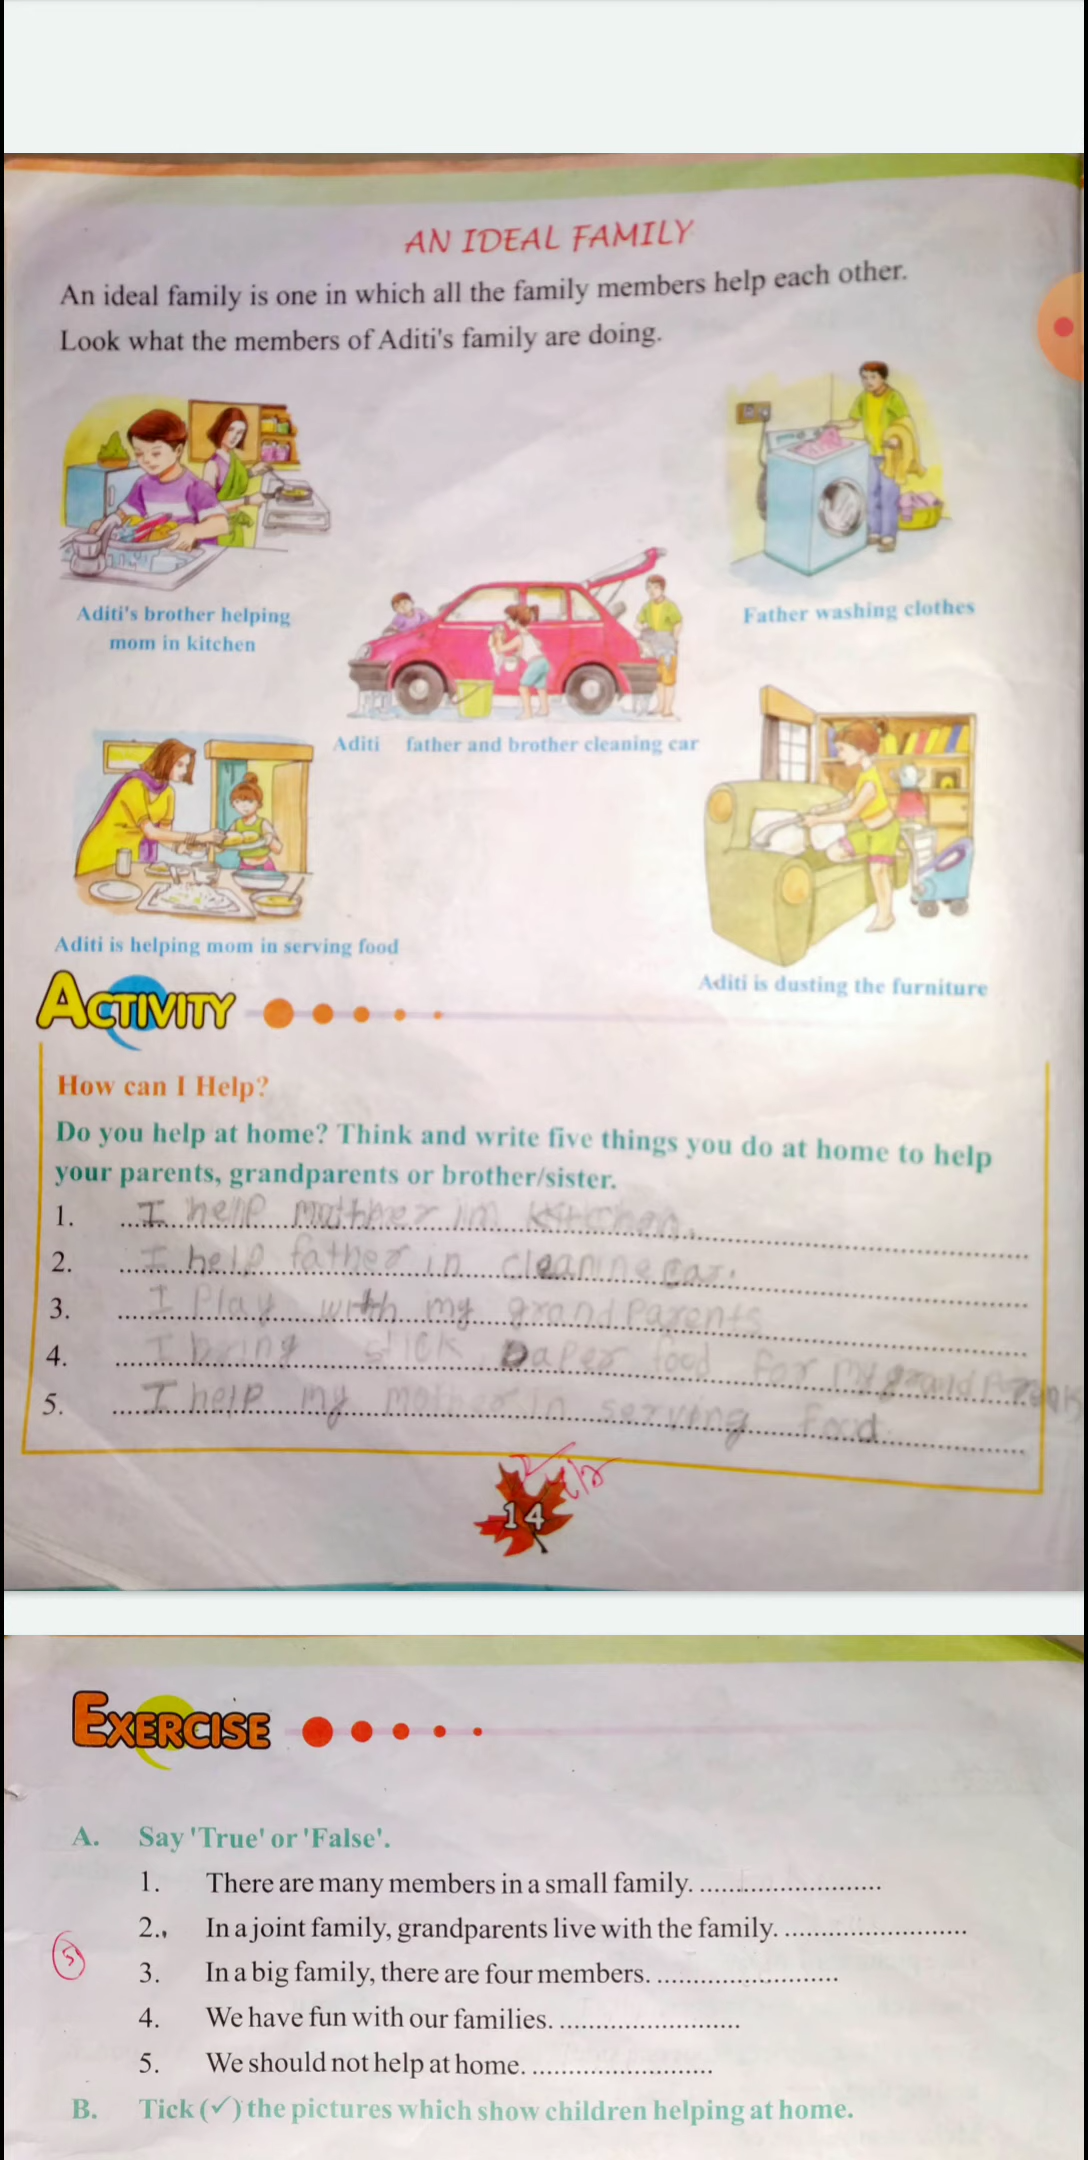 AN IDEAL FAMILY
An ideal family is one in which all the family members help each other.
Look what the members of Aditi's family are doing.
Aditi's brother helping
mom in kitchen
Father washing clothes
Aditi father and brother cleaning car
Aditi is helping mom in serving food
Aditi is dusting the furniture
ACTIVITY
How can I Help?
Do you help at home? Think and write five things you do at home to help
your parents, grandparents or brother/sister.
1. I help mother in kitchen.
2. I help father in cleanine car.
3. I Play with my grand Parents
4. I bring stick Paper food for my grand
5. I help my mother in serving food
14
EXERCISE
A. Say 'True' or 'False'.
1. There are many members in a small family. ........................
2. In a joint family, grandparents live with the family. ........................
3. In a big family, there are four members. ........................
4. We have fun with our families. ........................
5
5. We should not help at home. ........................
B. Tick (✓) the pictures which show children helping at home.